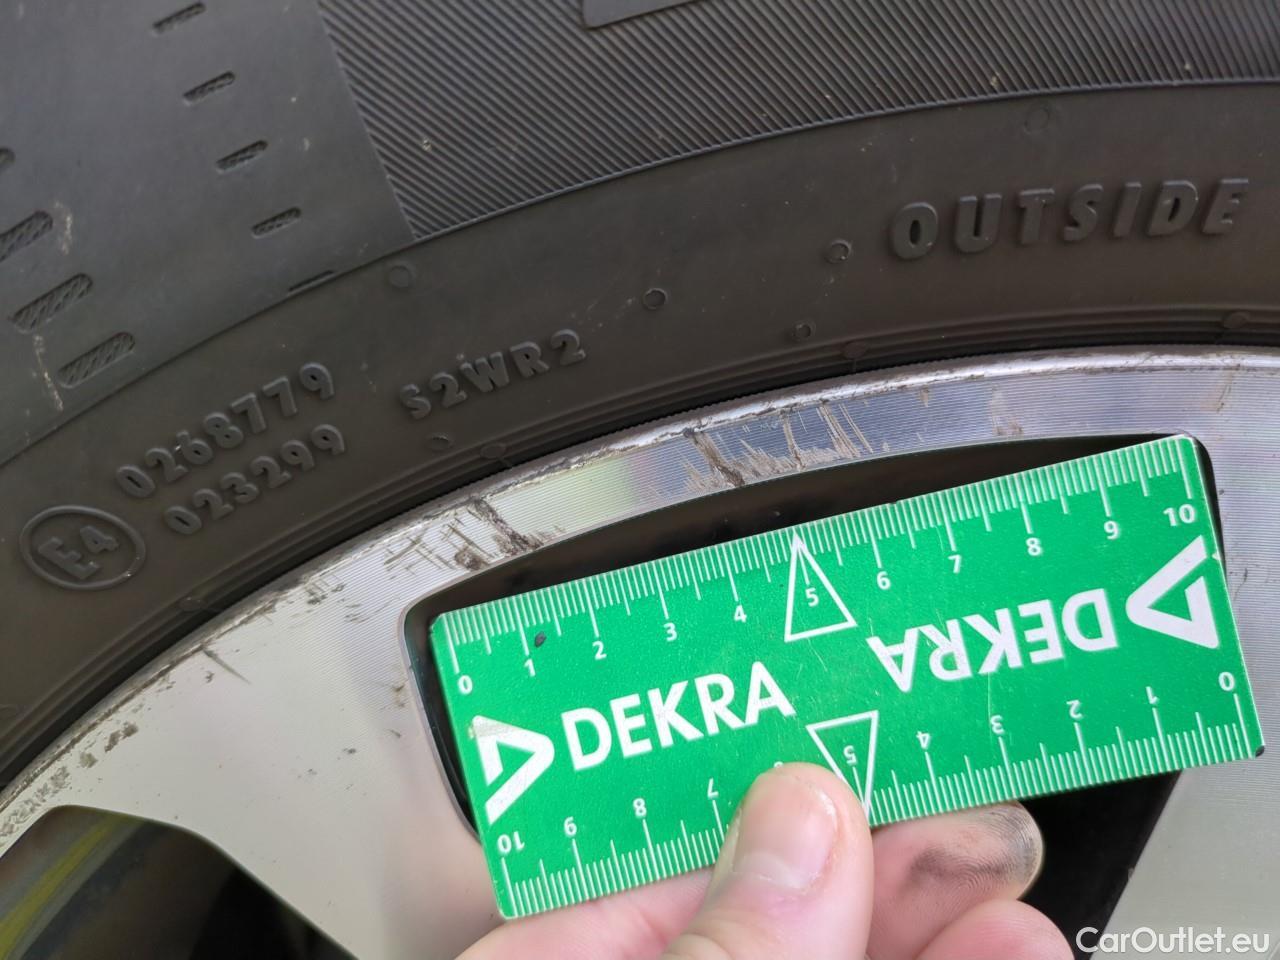 OUTSIDE
S2WR2
0268779
023299
E4
0 1 2 3 4 5 6 7 8 9 10
DEKRA
DEKRA
10 9 8 7 6 5 4 3 2 1 0
CarOutlet.eu